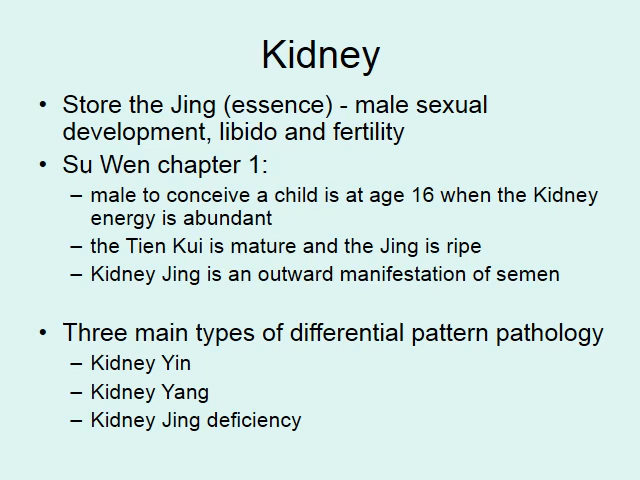 Kidney
• Store the Jing (essence) - male sexual
development, libido and fertility
• Su Wen chapter 1:
– male to conceive a child is at age 16 when the Kidney
energy is abundant
– the Tien Kui is mature and the Jing is ripe
– Kidney Jing is an outward manifestation of semen
• Three main types of differential pattern pathology
– Kidney Yin
– Kidney Yang
– Kidney Jing deficiency